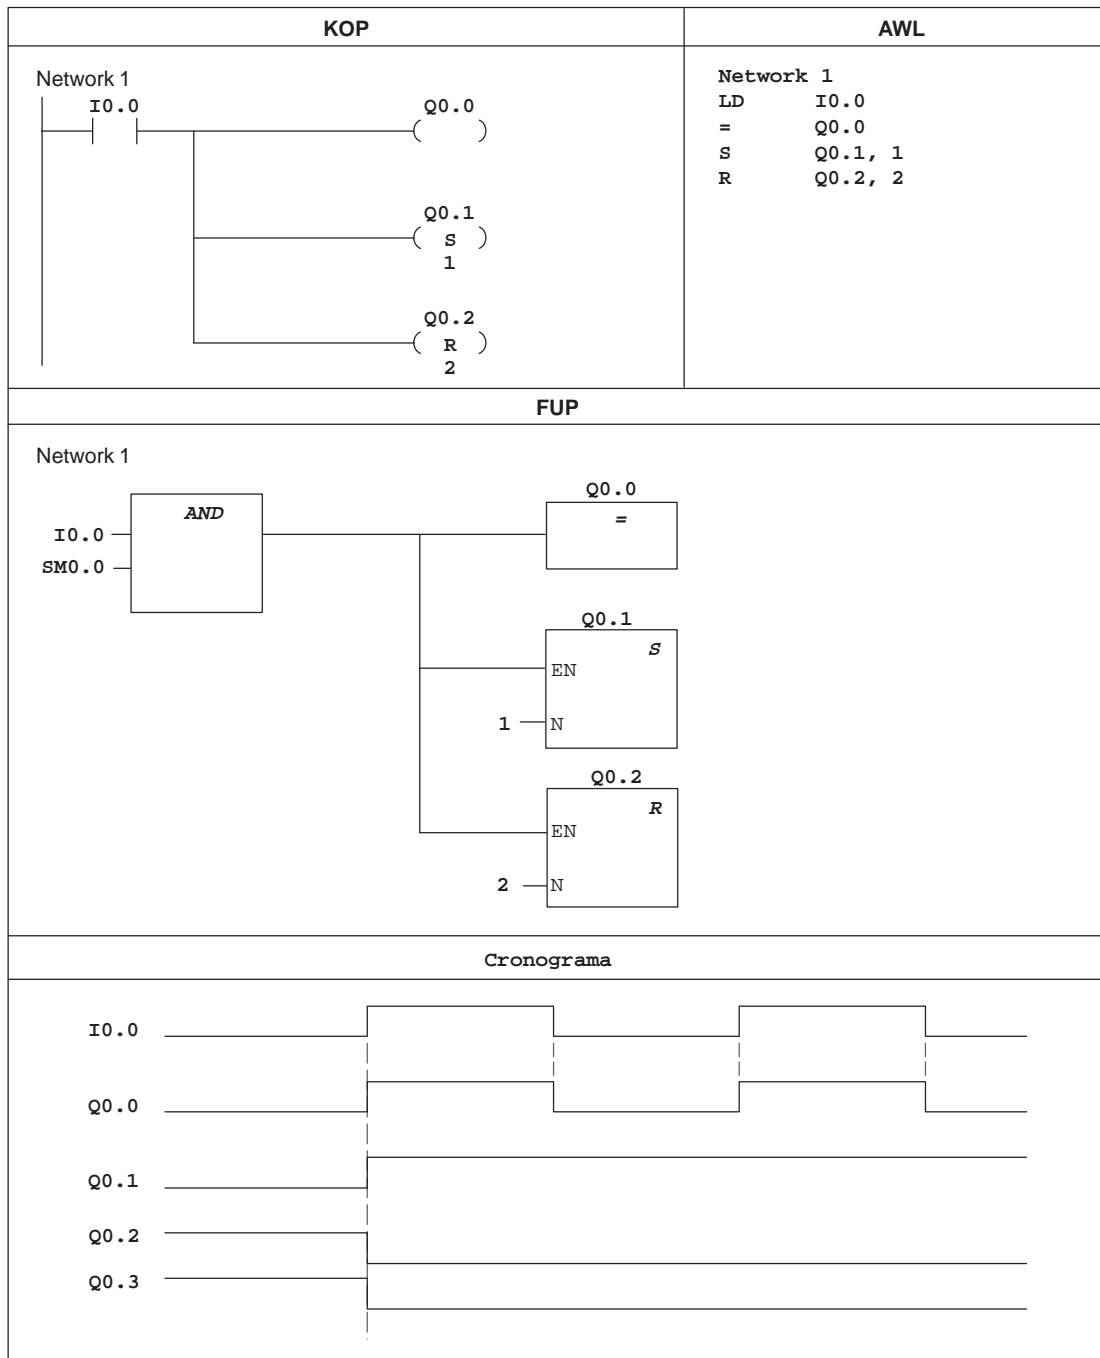 KOP
AWL
Network 1
I0.0
Q0.0
( )
Q0.1
( S )
1
Q0.2
( R )
2
Network 1
LD I0.0
= Q0.0
S Q0.1, 1
R Q0.2, 2
FUP
Network 1
AND
I0.0
SM0.0
Q0.0
=
Q0.1
S
EN
1 N
Q0.2
R
EN
2 N
Cronograma
I0.0
Q0.0
Q0.1
Q0.2
Q0.3